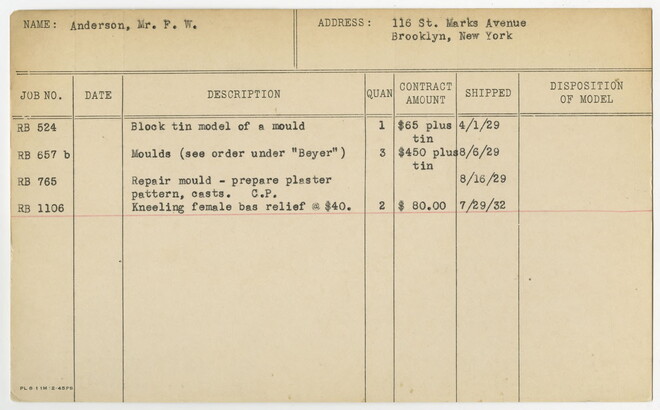 NAME: Anderson, Mr. F. W.
ADDRESS: 116 St. Marks Avenue
Brooklyn, New York
JOB NO. DATE DESCRIPTION QUAN CONTRACT AMOUNT SHIPPED DISPOSITION OF MODEL
RB 524 Block tin model of a mould 1 $65 plus 4/1/29
tin
RB 657 b Moulds (see order under "Beyer") 3 $450 plus 8/6/29
tin
RB 765 Repair mould - prepare plaster 8/16/29
pattern, casts. C.P.
RB 1106 Kneeling female bas relief @ $40. 2 $ 80.00 7/29/32